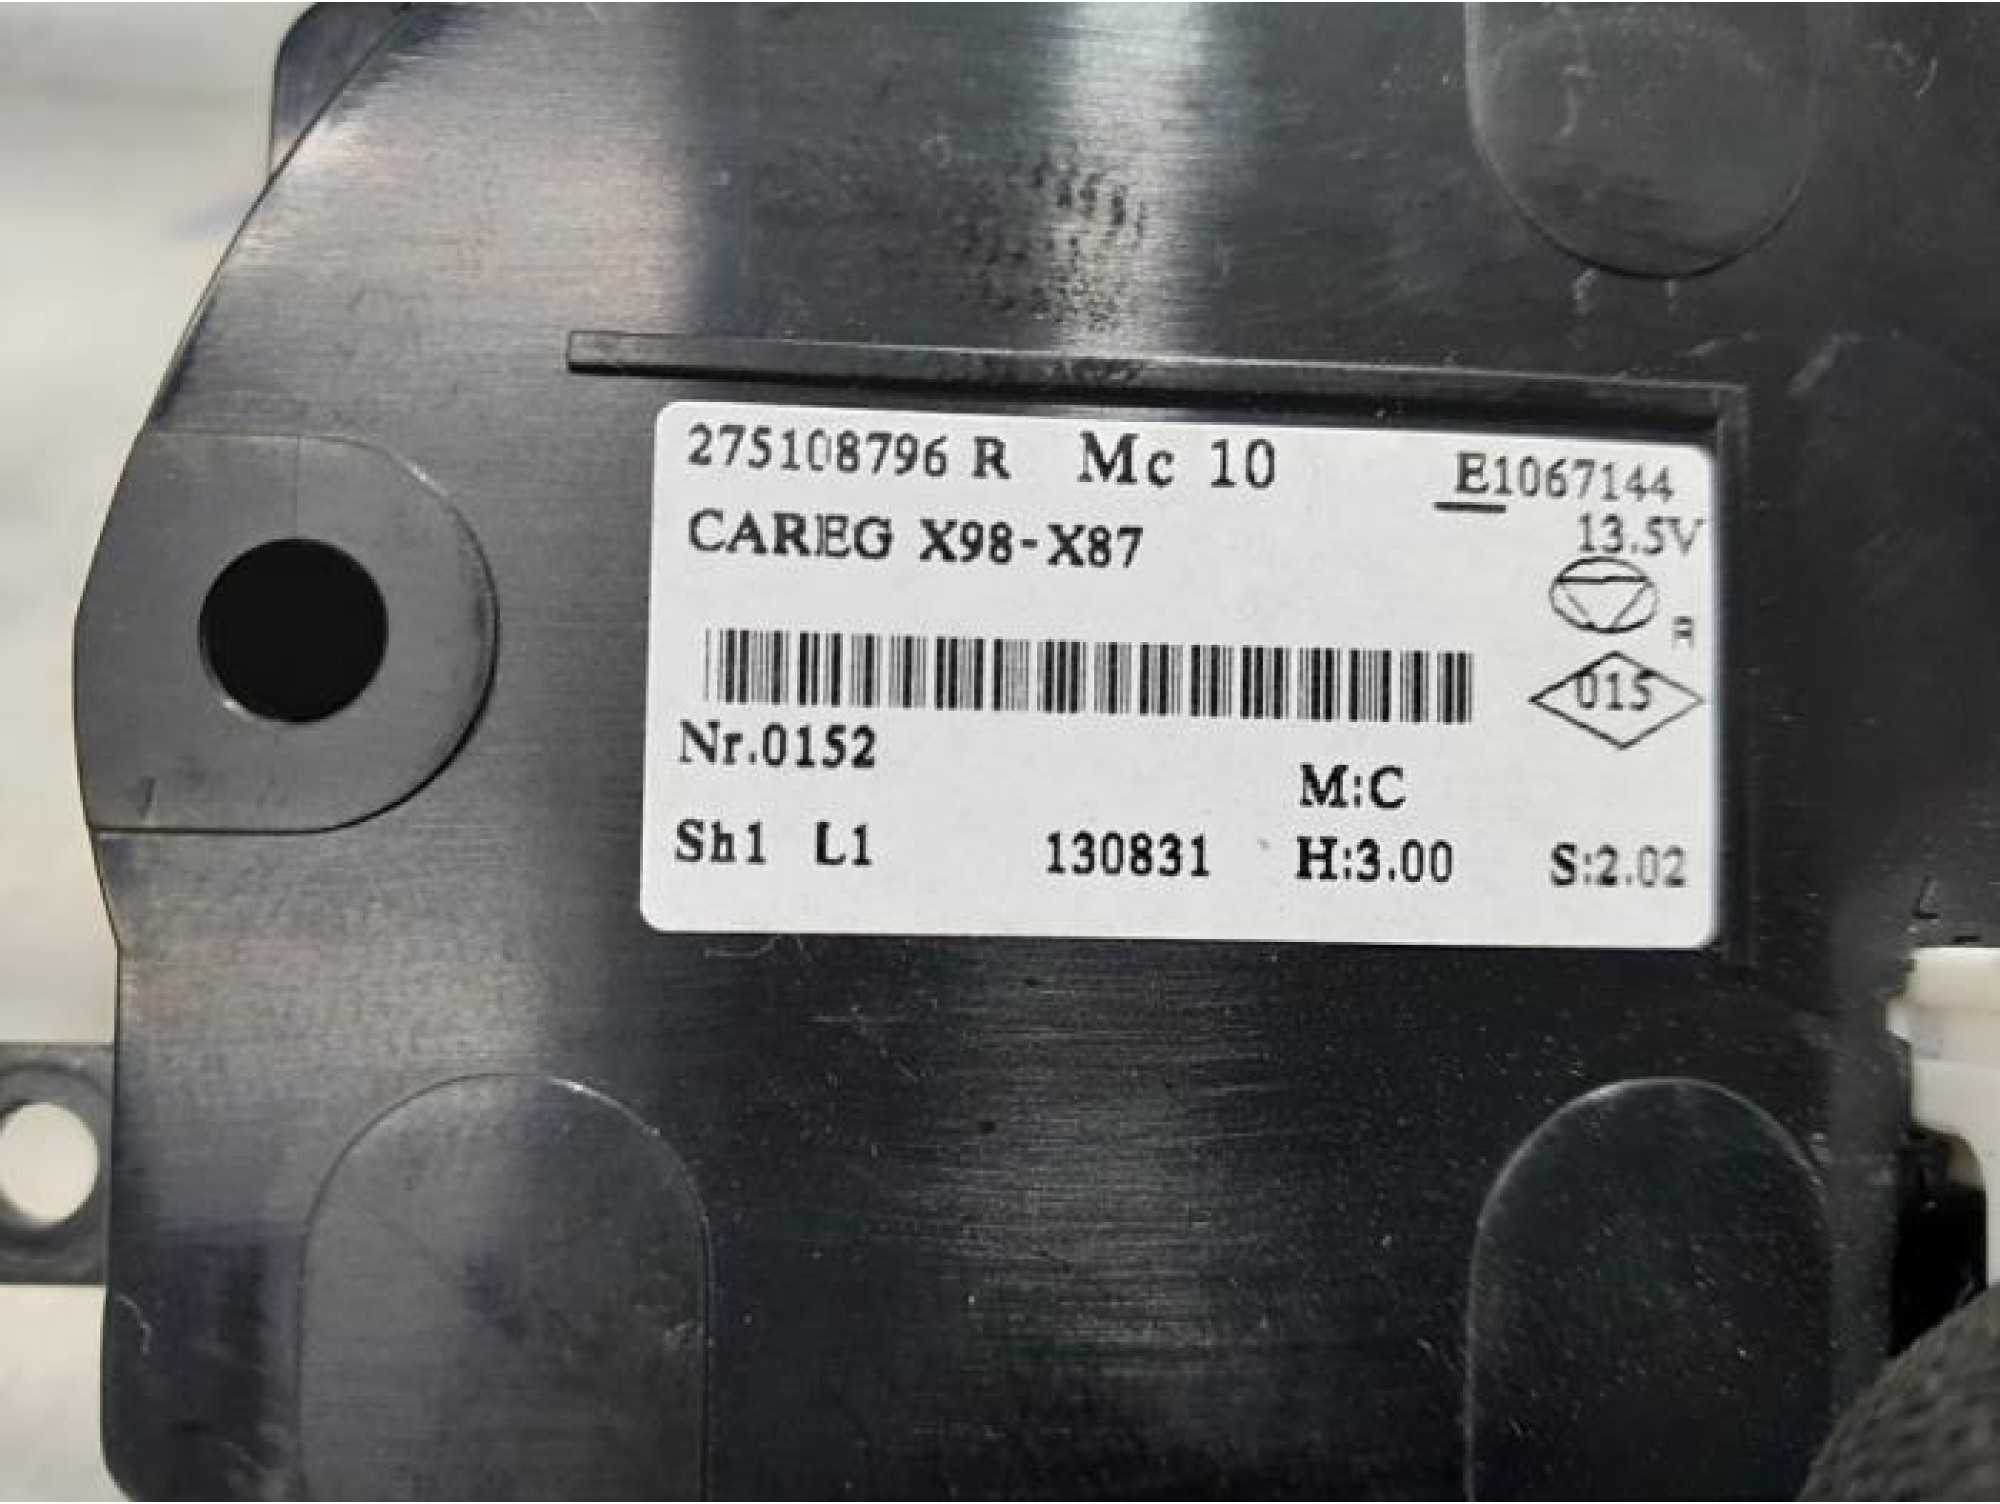 275108796 R Mc 10 E1067144
CAREG X98-X87 13.5V
R
015
Nr.0152
M:C
Sh1 L1 130831 H:3.00 S:2.02